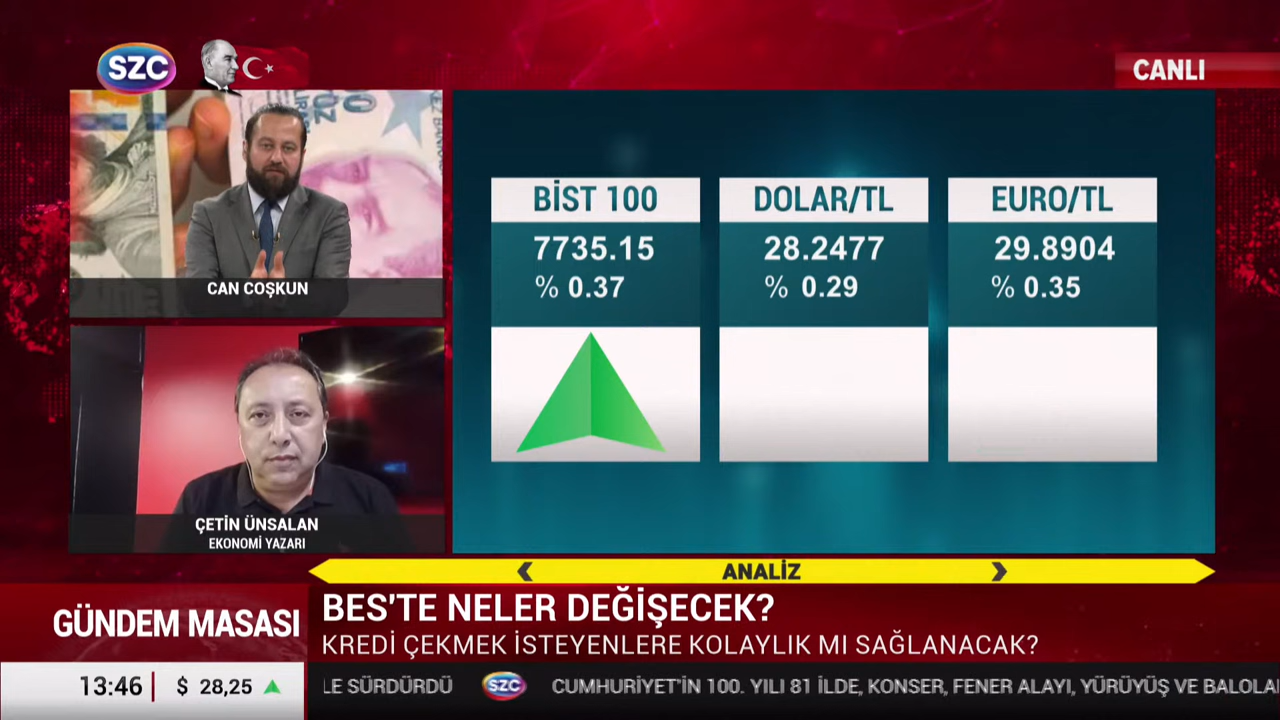 SZC
CANLI
CAN COŞKUN
ÇETİN ÜNSALAN
EKONOMİ YAZARI
BİST 100
7735.15
% 0.37
DOLAR/TL
28.2477
% 0.29
EURO/TL
29.8904
% 0.35
ANALİZ
GÜNDEM MASASI
BES'TE NELER DEĞİŞECEK?
KREDİ ÇEKMEK İSTEYENLERE KOLAYLIK MI SAĞLANACAK?
13:46
$ 28,25
LE SÜRDÜRDÜ SZC CUMHURİYET'İN 100. YILI 81 İLDE, KONSER, FENER ALAYI, YÜRÜYÜŞ VE BALOLA